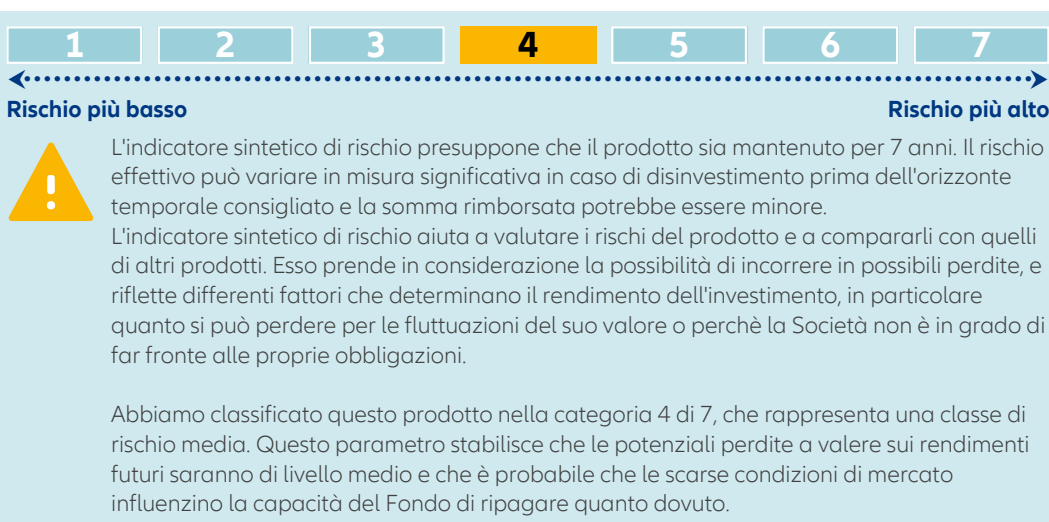 1 2 3 4 5 6 7
Rischio più basso Rischio più alto
L'indicatore sintetico di rischio presuppone che il prodotto sia mantenuto per 7 anni. Il rischio
effettivo può variare in misura significativa in caso di disinvestimento prima dell'orizzonte
temporale consigliato e la somma rimborsata potrebbe essere minore.
L'indicatore sintetico di rischio aiuta a valutare i rischi del prodotto e a compararli con quelli
di altri prodotti. Esso prende in considerazione la possibilità di incorrere in possibili perdite, e
riflette differenti fattori che determinano il rendimento dell'investimento, in particolare
quanto si può perdere per le fluttuazioni del suo valore o perchè la Società non è in grado di
far fronte alle proprie obbligazioni.
Abbiamo classificato questo prodotto nella categoria 4 di 7, che rappresenta una classe di
rischio media. Questo parametro stabilisce che le potenziali perdite a valere sui rendimenti
futuri saranno di livello medio e che è probabile che le scarse condizioni di mercato
influenzino la capacità del Fondo di ripagare quanto dovuto.